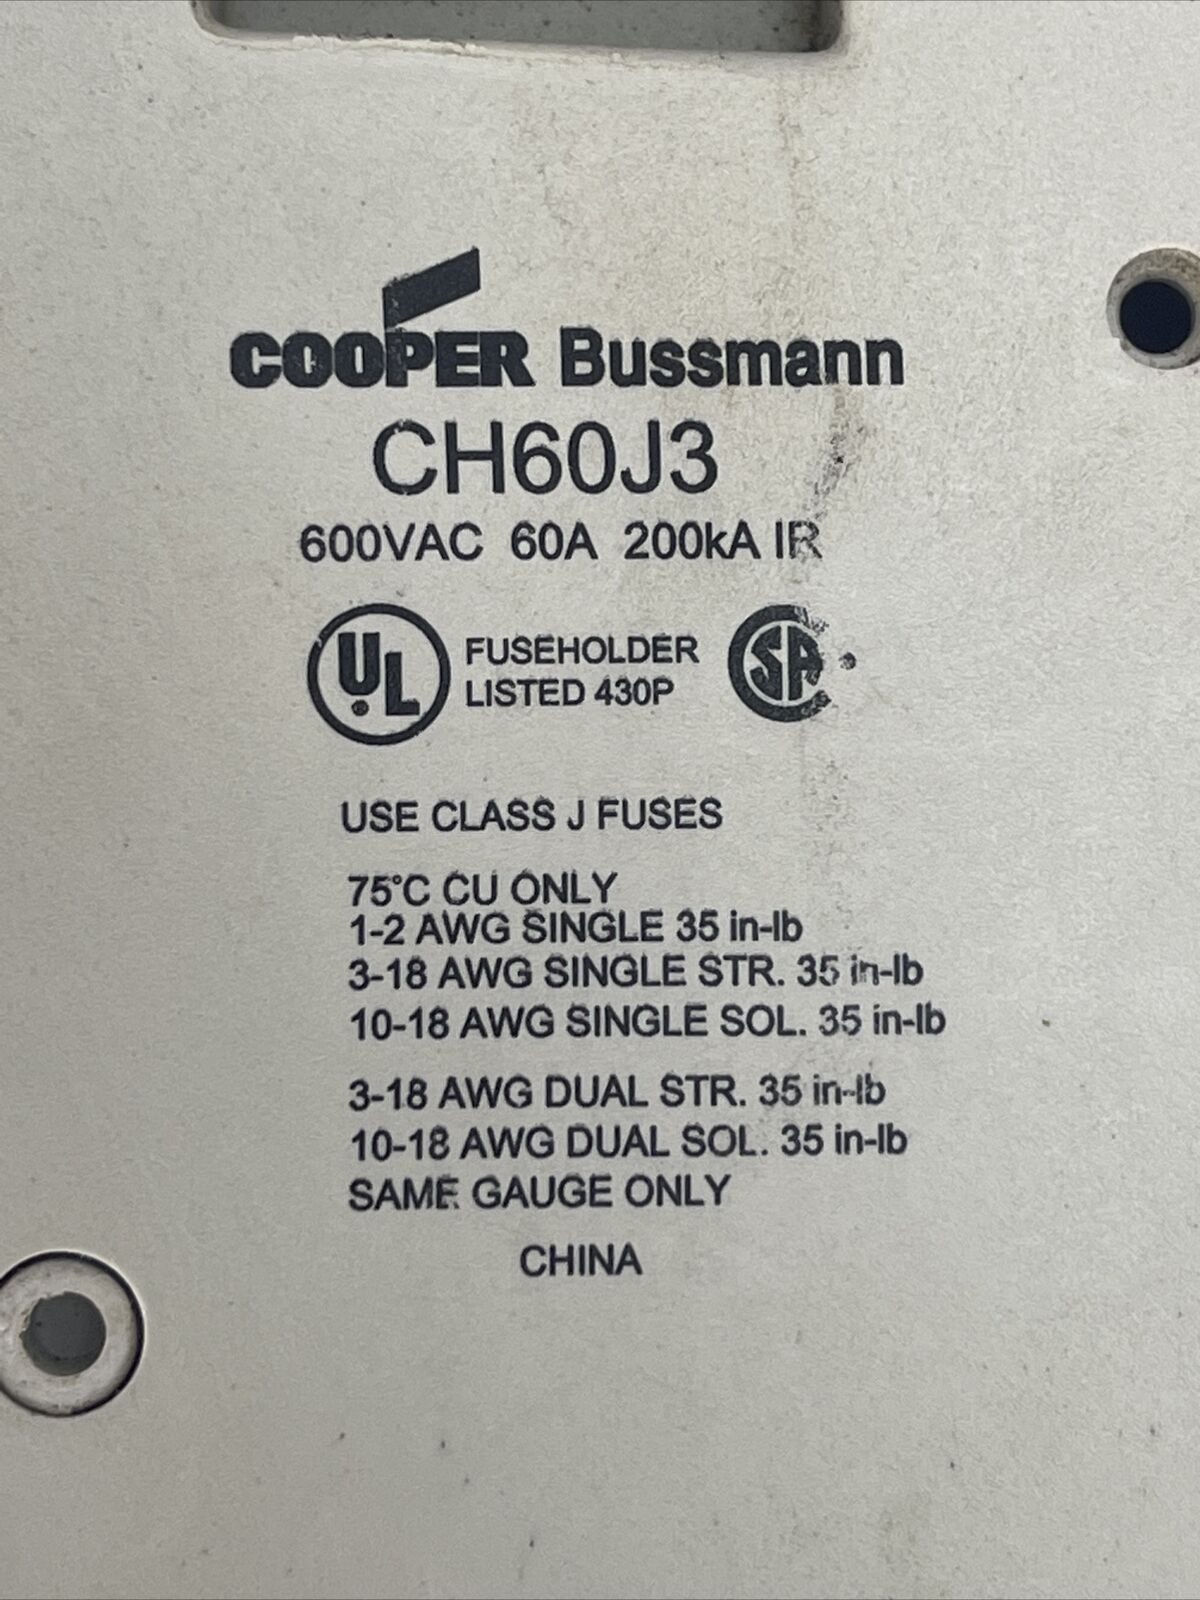 COOPER Bussmann
CH60J3
600VAC 60A 200kA IR
UL FUSEHOLDER
LISTED 430P
SA
USE CLASS J FUSES
75°C CU ONLY
1-2 AWG SINGLE 35 in-lb
3-18 AWG SINGLE STR. 35 in-lb
10-18 AWG SINGLE SOL. 35 in-lb
3-18 AWG DUAL STR. 35 in-lb
10-18 AWG DUAL SOL. 35 in-lb
SAME GAUGE ONLY
CHINA